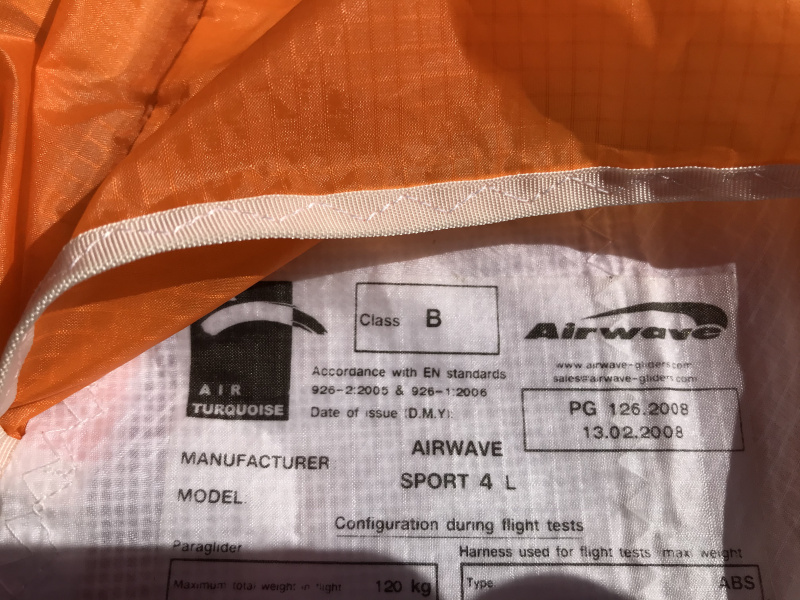 AIR
TURQUOISE
Class B
Airwave
www.airwave-gliders.com
sales@airwave-gliders.com
Accordance with EN standards
926-2:2005 & 926-1:2006
Date of issue (D.M.Y):
PG 126.2008
13.02.2008
MANUFACTURER AIRWAVE
MODEL: SPORT 4 L
Configuration during flight tests
Paraglider
Harness used for flight tests (max weight
Maximum total weight in flight 120 kg
Type ABS